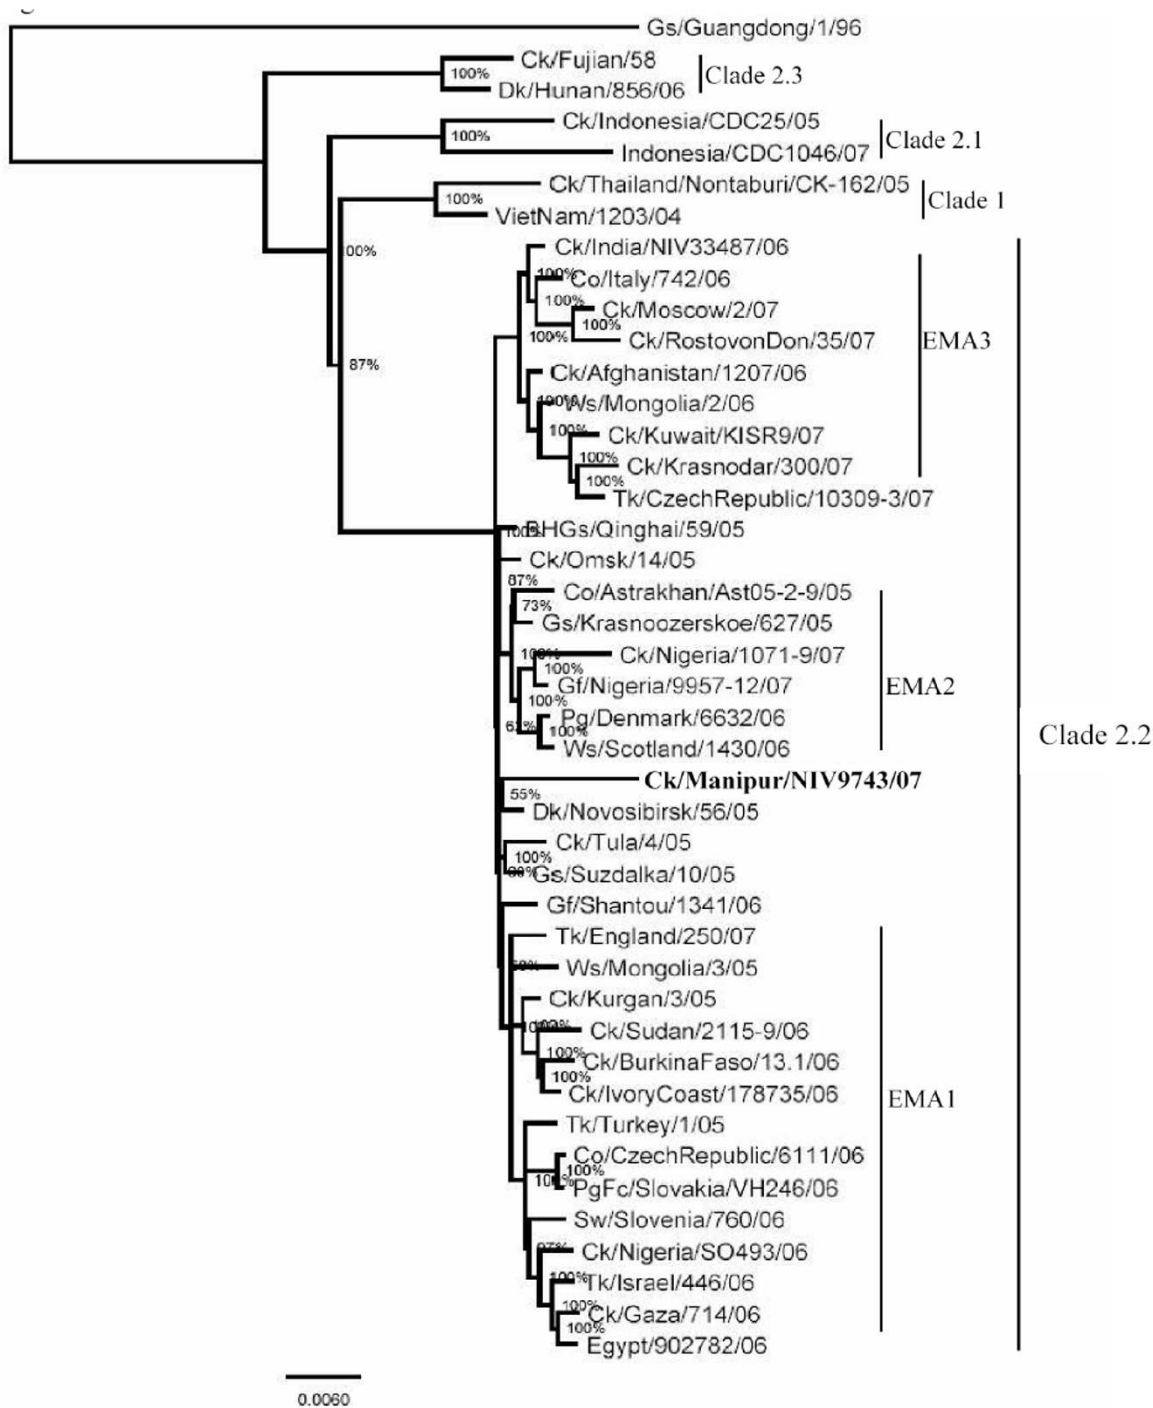 Gs/Guangdong/1/96
Ck/Fujian/58
100%
Clade 2.3
Dk/Hunan/856/06
Ck/Indonesia/CDC25/05
100%
Clade 2.1
Indonesia/CDC1046/07
Ck/Thailand/Nontaburi/CK-162/05
100%
Clade 1
VietNam/1203/04
Ck/India/NIV33487/06
00%
100%
Co/Italy/742/06
100%
Ck/Moscow/2/07
100%
100%
Ck/RostovonDon/35/07
EMA3
87%
Ck/Afghanistan/1207/06
100%
Ws/Mongolia/2/06
100%
Ck/Kuwait/KISR9/07
100%
Ck/Krasnodar/300/07
100%
Tk/CzechRepublic/10309-3/07
100%
BHGs/Qinghai/59/05
Ck/Omsk/14/05
87%
Co/Astrakhan/Ast05-2-9/05
73%
Gs/Krasnoozerskoe/627/05
100%
Ck/Nigeria/1071-9/07
100%
Gf/Nigeria/9957-12/07
EMA2
100%
Pg/Denmark/6632/06
100%
Clade 2.2
Ws/Scotland/1430/06
Ck/Manipur/NIV9743/07
55%
Dk/Novosibirsk/56/05
Ck/Tula/4/05
100%
Gs/Suzdalka/10/05
Gf/Shantou/1341/06
Tk/England/250/07
Ws/Mongolia/3/05
Ck/Kurgan/3/05
Ck/Sudan/2115-9/06
100%
Ck/BurkinaFaso/13.1/06
100%
Ck/IvoryCoast/178735/06
EMA1
Tk/Turkey/1/05
Co/CzechRepublic/6111/06
100%
100%
PgFc/Slovakia/VH246/06
Sw/Slovenia/760/06
97%
Ck/Nigeria/SO493/06
100%
Tk/Israel/446/06
100%
Ck/Gaza/714/06
100%
Egypt/902782/06
0.0060